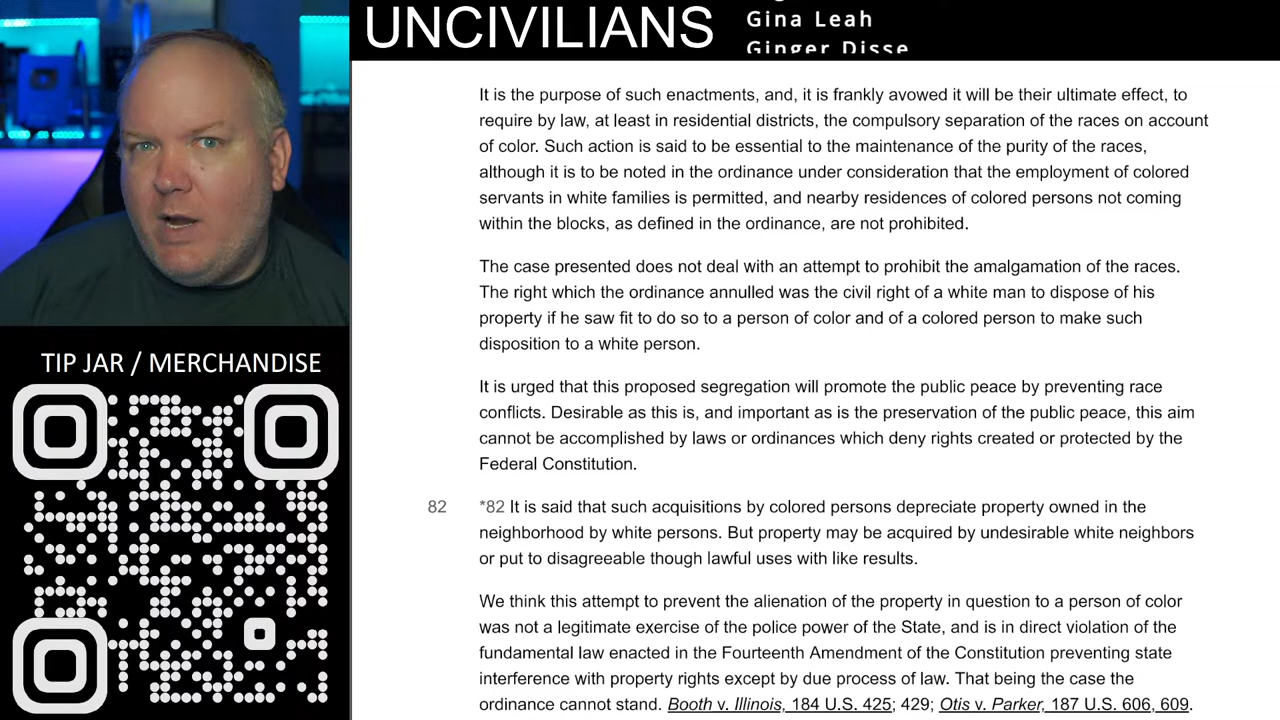 UNCIVILIANS
Gina Leah
Ginger Disse
It is the purpose of such enactments, and, it is frankly avowed it will be their ultimate effect, to
require by law, at least in residential districts, the compulsory separation of the races on account
of color. Such action is said to be essential to the maintenance of the purity of the races,
although it is to be noted in the ordinance under consideration that the employment of colored
servants in white families is permitted, and nearby residences of colored persons not coming
within the blocks, as defined in the ordinance, are not prohibited.
The case presented does not deal with an attempt to prohibit the amalgamation of the races.
The right which the ordinance annulled was the civil right of a white man to dispose of his
property if he saw fit to do so to a person of color and of a colored person to make such
disposition to a white person.
It is urged that this proposed segregation will promote the public peace by preventing race
conflicts. Desirable as this is, and important as is the preservation of the public peace, this aim
cannot be accomplished by laws or ordinances which deny rights created or protected by the
Federal Constitution.
82 *82 It is said that such acquisitions by colored persons depreciate property owned in the
neighborhood by white persons. But property may be acquired by undesirable white neighbors
or put to disagreeable though lawful uses with like results.
We think this attempt to prevent the alienation of the property in question to a person of color
was not a legitimate exercise of the police power of the State, and is in direct violation of the
fundamental law enacted in the Fourteenth Amendment of the Constitution preventing state
interference with property rights except by due process of law. That being the case the
ordinance cannot stand. Booth v. Illinois, 184 U.S. 425; 429; Otis v. Parker, 187 U.S. 606, 609.
TIP JAR / MERCHANDISE